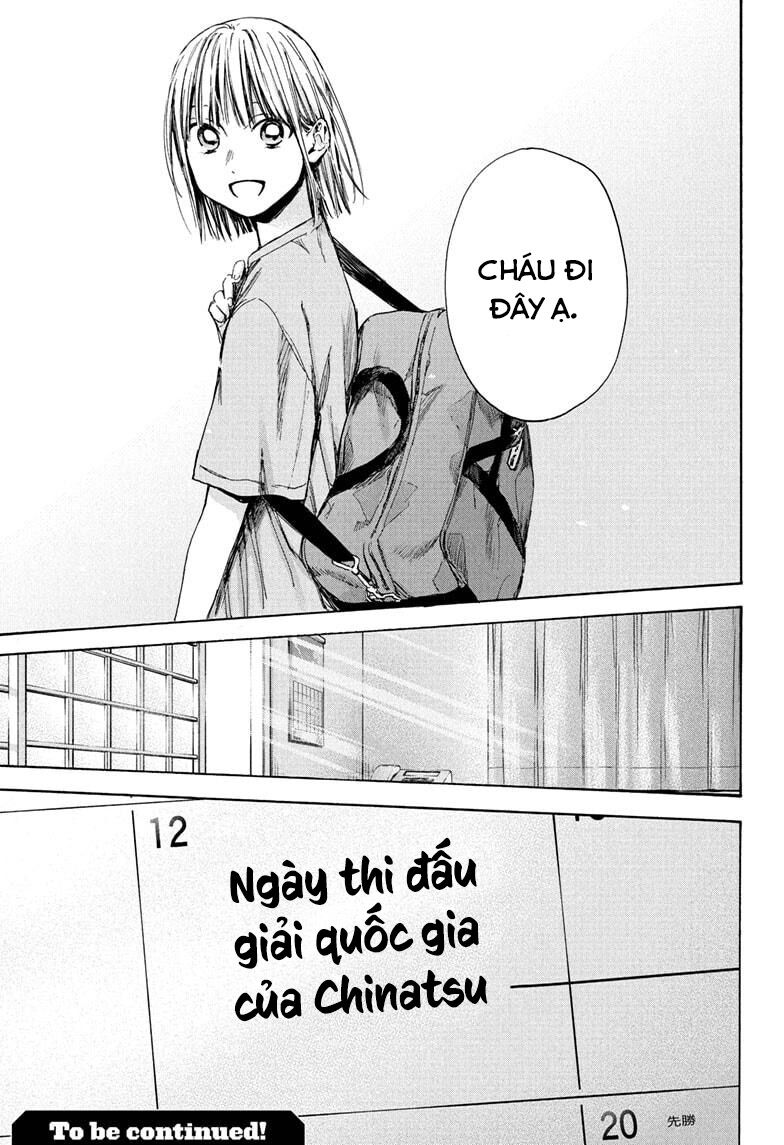 CHÁU ĐI
ĐÂY Ạ.
12
Ngày thi đấu
giải quốc gia
của Chinatsu
20 先勝
To be continued!